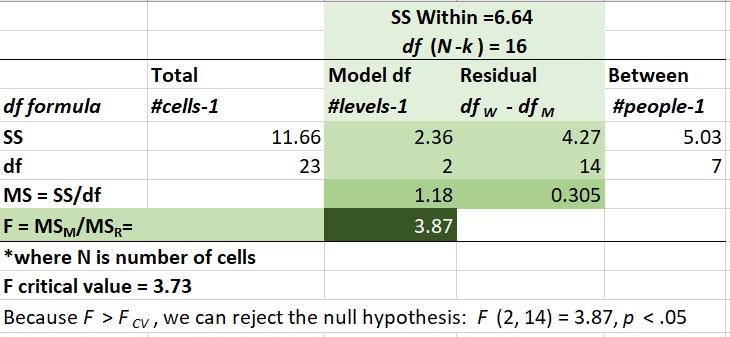 SS Within =6.64
df (N-k) = 16
Total Model df Residual Between
df formula #cells-1 #levels-1 df W - df M #people-1
SS 11.66 2.36 4.27 5.03
df 23 2 14 7
MS = SS/df 1.18 0.305
F = MSM/MSR= 3.87
*where N is number of cells
F critical value = 3.73
Because F > F CV, we can reject the null hypothesis: F (2, 14) = 3.87, p < .05